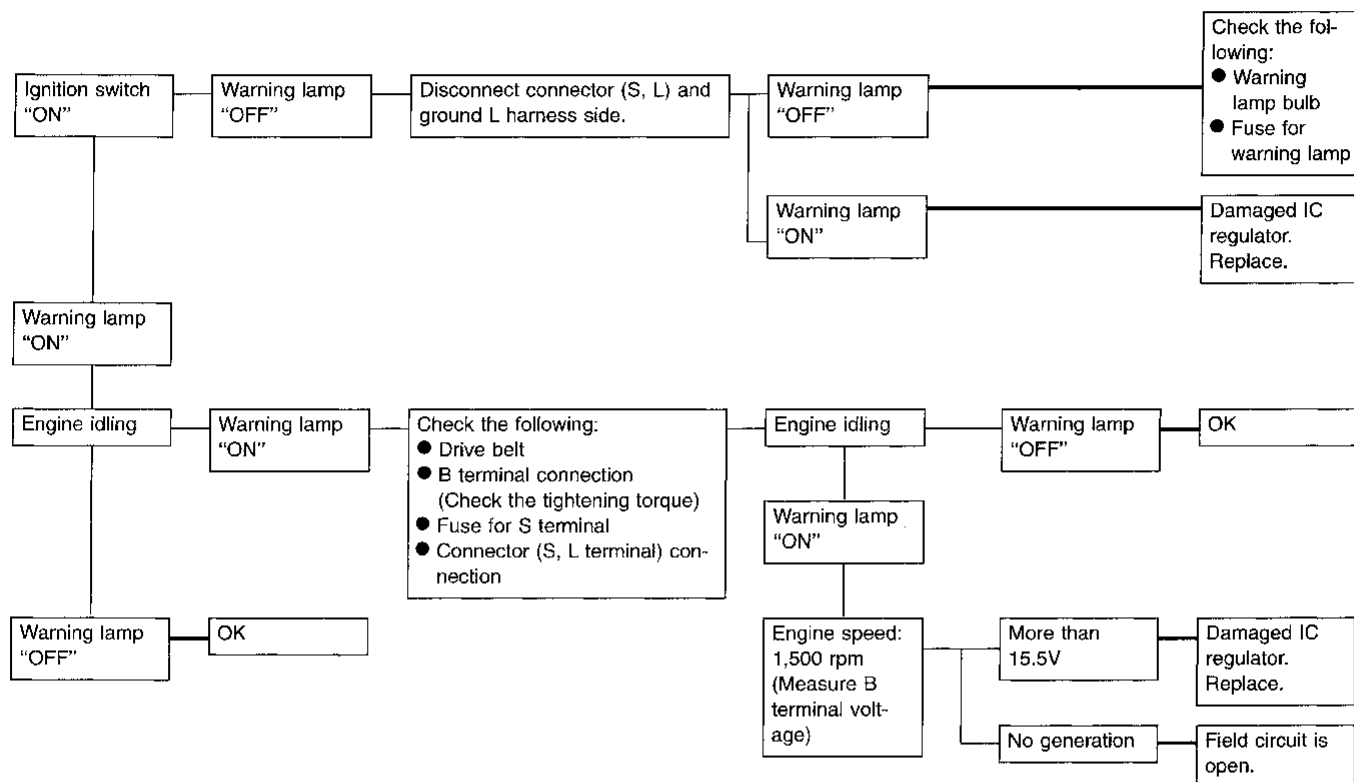 Ignition switch
“ON”
Warning lamp
“OFF”
Disconnect connector (S, L) and
ground L harness side.
Warning lamp
“OFF”
Check the fol-
lowing:
● Warning
lamp bulb
● Fuse for
warning lamp
Warning lamp
“ON”
Damaged IC
regulator.
Replace.
Warning lamp
“ON”
Engine idling
Warning lamp
“ON”
Check the following:
● Drive belt
● B terminal connection
(Check the tightening torque)
● Fuse for S terminal
● Connector (S, L terminal) con-
nection
Engine idling
Warning lamp
“OFF”
OK
Warning lamp
“ON”
Warning lamp
“OFF”
OK
Engine speed:
1,500 rpm
(Measure B
terminal volt-
age)
More than
15.5V
Damaged IC
regulator.
Replace.
No generation
Field circuit is
open.